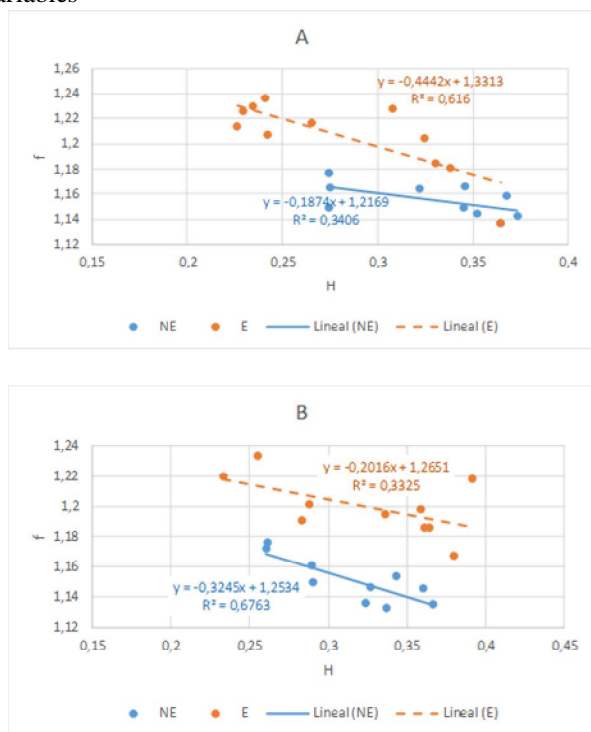 A
1,26
1,24
1,22
1,2
1,18
1,16
1,14
1,12
f
y = -0,4442x + 1,3313
R² = 0,616
y = -0,1874x + 1,2169
R² = 0,3406
0,15 0,2 0,25 0,3 0,35 0,4
H
NE E Lineal (NE) Lineal (E)
B
1,24
1,22
1,2
1,18
1,16
1,14
1,12
f
y = -0,2016x + 1,2651
R² = 0,3325
y = -0,3245x + 1,2534
R² = 0,6763
0,15 0,2 0,25 0,3 0,35 0,4 0,45
H
NE E Lineal (NE) Lineal (E)